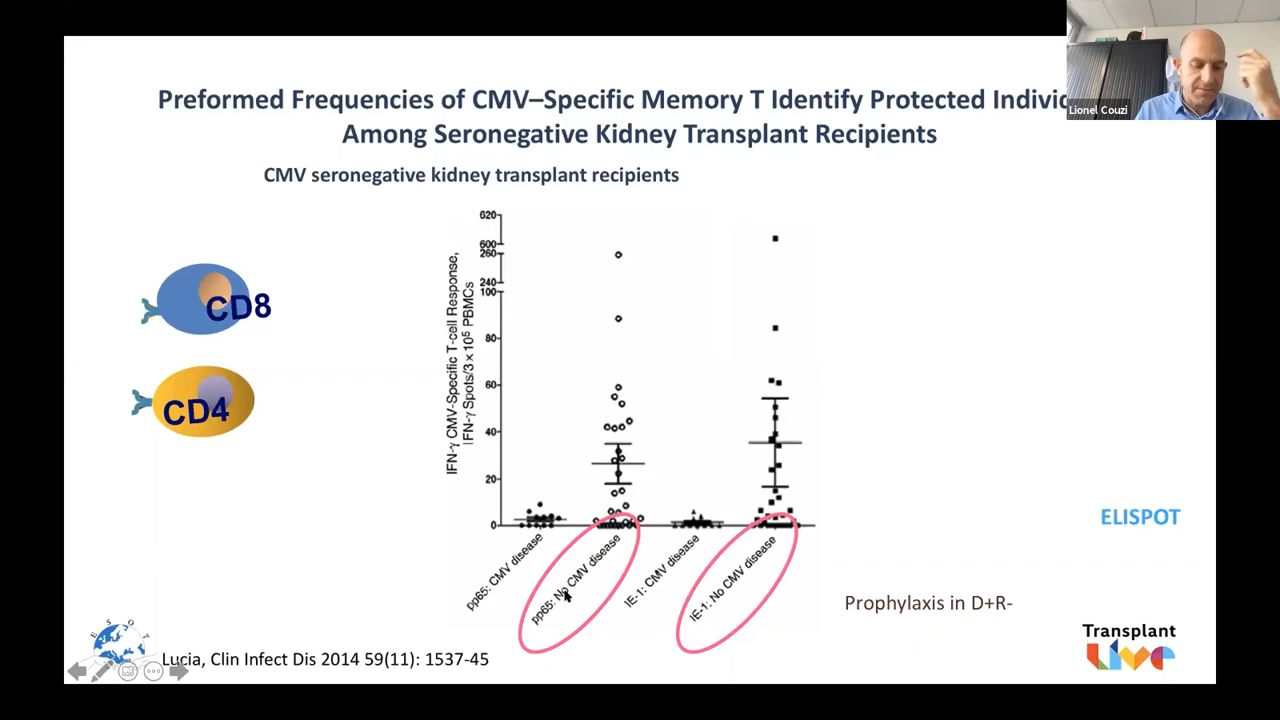 Preformed Frequencies of CMV–Specific Memory T Identify Protected
Among Seronegative Kidney Transplant Recipients
CMV seronegative kidney transplant recipients
Lionel Couzi
CD8
CD4
IFN-γ CMV-Specific T-cell Response,
IFN-γ Spots/3 × 10⁵ PBMCs
620
600
260
240
100
80
60
40
20
0
pp65: CMV disease
pp65: No CMV disease
IE-1: CMV disease
IE-1: No CMV disease
ELISPOT
Prophylaxis in D+R-
E S O T
Lucia, Clin Infect Dis 2014 59(11): 1537-45
Transplant
Live